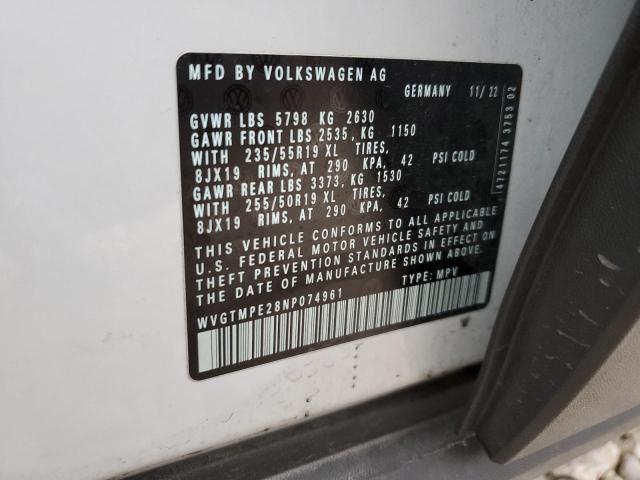 MFD BY VOLKSWAGEN AG
GERMANY 11/ 22
GVWR LBS 5798 KG 2630
GAWR FRONT LBS 2535, KG 1150
WITH 235/55R19 XL TIRES,
8JX19 RIMS, AT 290 KPA, 42 PSI COLD
GAWR REAR LBS 3373, KG 1530
WITH 255/50R19 XL TIRES,
8JX19 RIMS, AT 290 KPA, 42 PSI COLD
THIS VEHICLE CONFORMS TO ALL APPLICABLE
U.S. FEDERAL MOTOR VEHICLE SAFETY AND
THEFT PREVENTION STANDARDS IN EFFECT ON
THE DATE OF MANUFACTURE SHOWN ABOVE.
TYPE: MPV
WVGTMPE28NP074961
4721174 3753 02